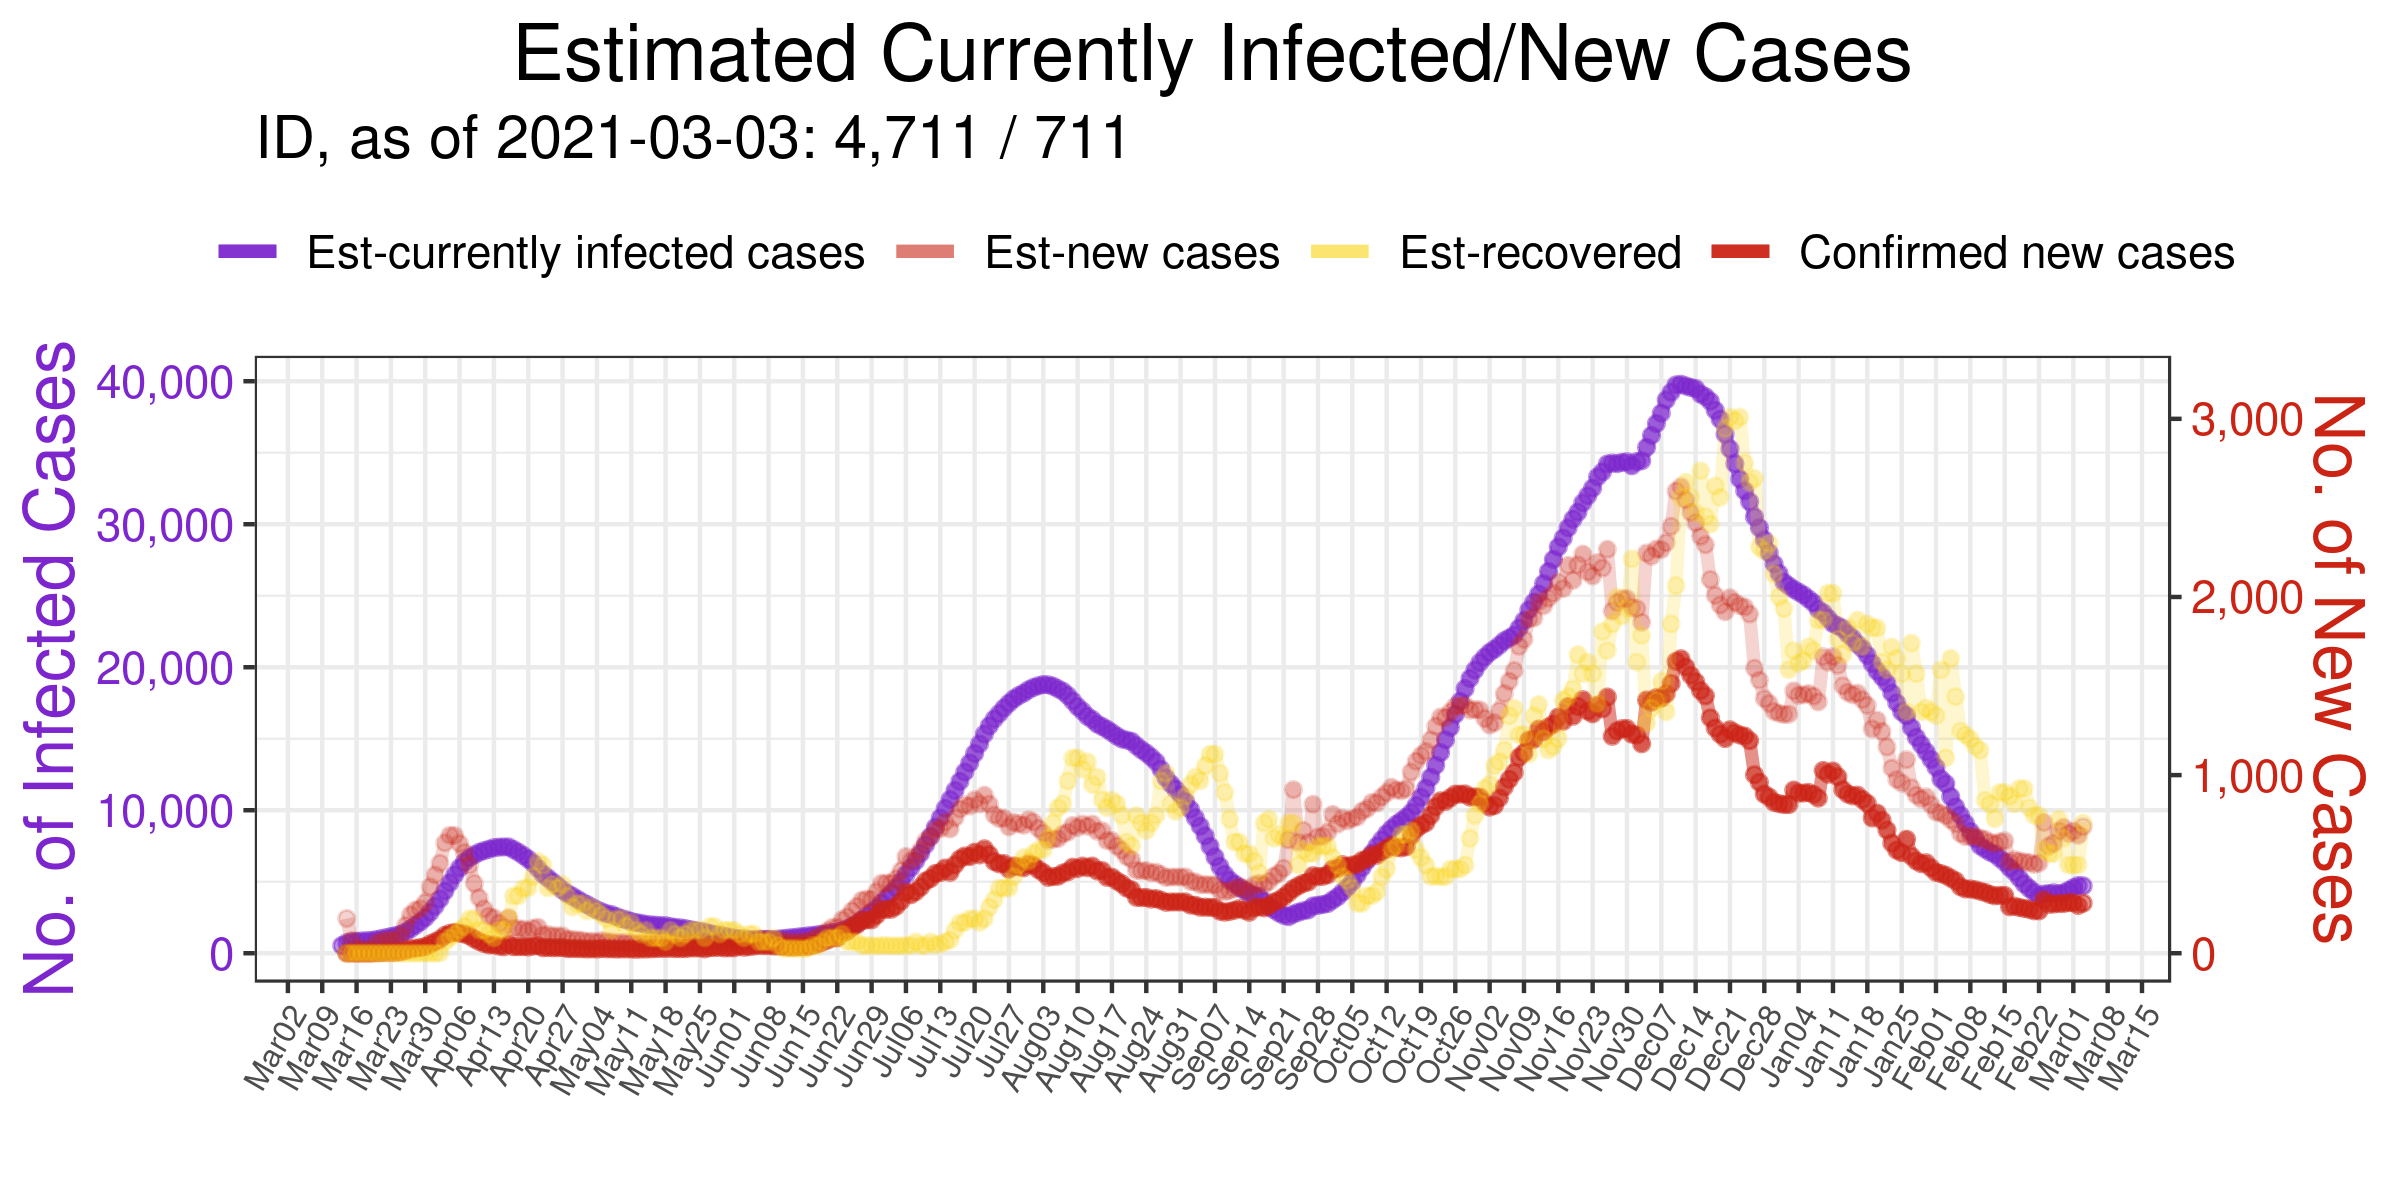 Estimated Currently Infected/New Cases
ID, as of 2021-03-03: 4,711 / 711
Est-currently infected cases Est-new cases Est-recovered Confirmed new cases
No. of Infected Cases
40,000
30,000
20,000
10,000
0
3,000
2,000
1,000
0
No. of New Cases
Mar02 Mar09 Mar16 Mar23 Mar30 Apr06 Apr13 Apr20 Apr27 May04 May11 May18 May25 Jun01 Jun08 Jun15 Jun22 Jun29 Jul06 Jul13 Jul20 Jul27 Aug03 Aug10 Aug17 Aug24 Aug31 Sep07 Sep14 Sep21 Sep28 Oct05 Oct12 Oct19 Oct26 Nov02 Nov09 Nov16 Nov23 Nov30 Dec07 Dec14 Dec21 Dec28 Jan04 Jan11 Jan18 Jan25 Feb01 Feb08 Feb15 Feb22 Mar01 Mar08 Mar15